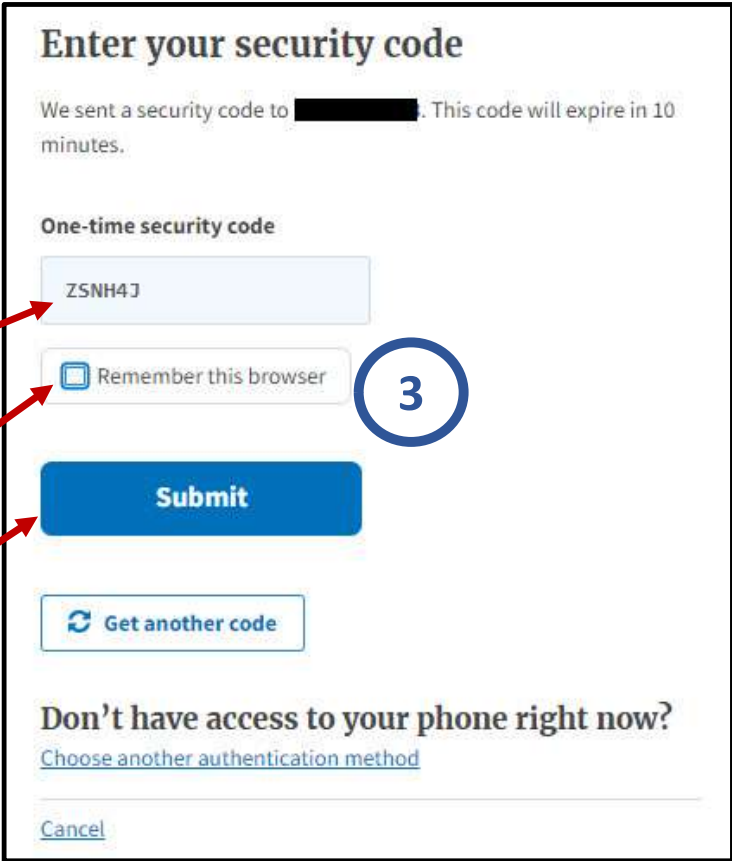 Enter your security code
We sent a security code to . This code will expire in 10
minutes.
One-time security code
ZSNH4J
Remember this browser
3
Submit
Get another code
Don’t have access to your phone right now?
Choose another authentication method
Cancel